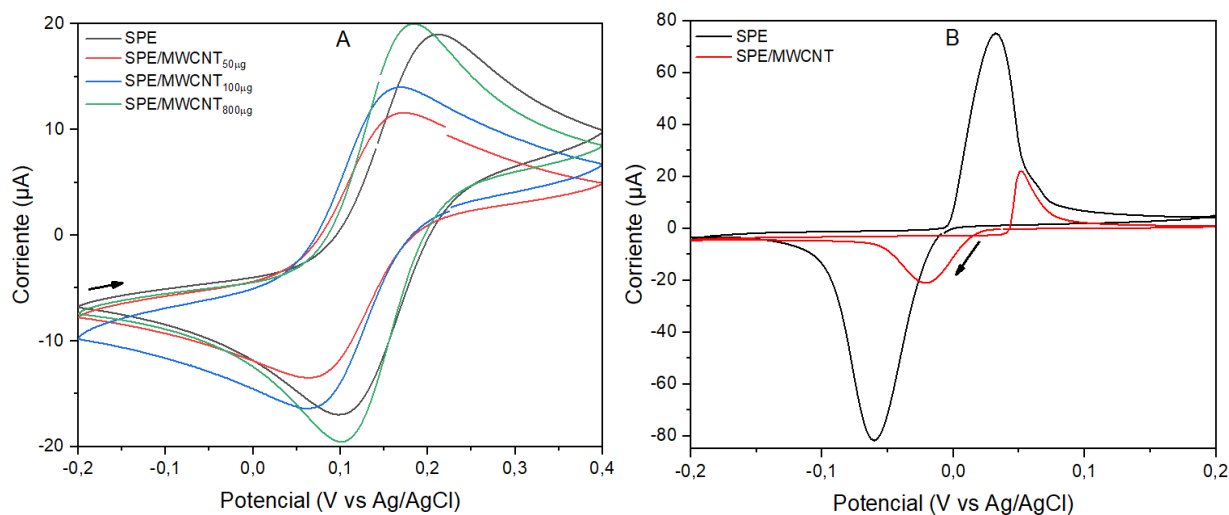 A
SPE
SPE/MWCNT50µg
SPE/MWCNT100µg
SPE/MWCNT800µg
20
10
0
-10
-20
Corriente (µA)
-0,2
-0,1
0,0
0,1
0,2
0,3
0,4
Potencial (V vs Ag/AgCl)
B
SPE
SPE/MWCNT
80
60
40
20
0
-20
-40
-60
-80
Corriente (µA)
-0,2
-0,1
0,0
0,1
0,2
Potencial (V vs Ag/AgCl)